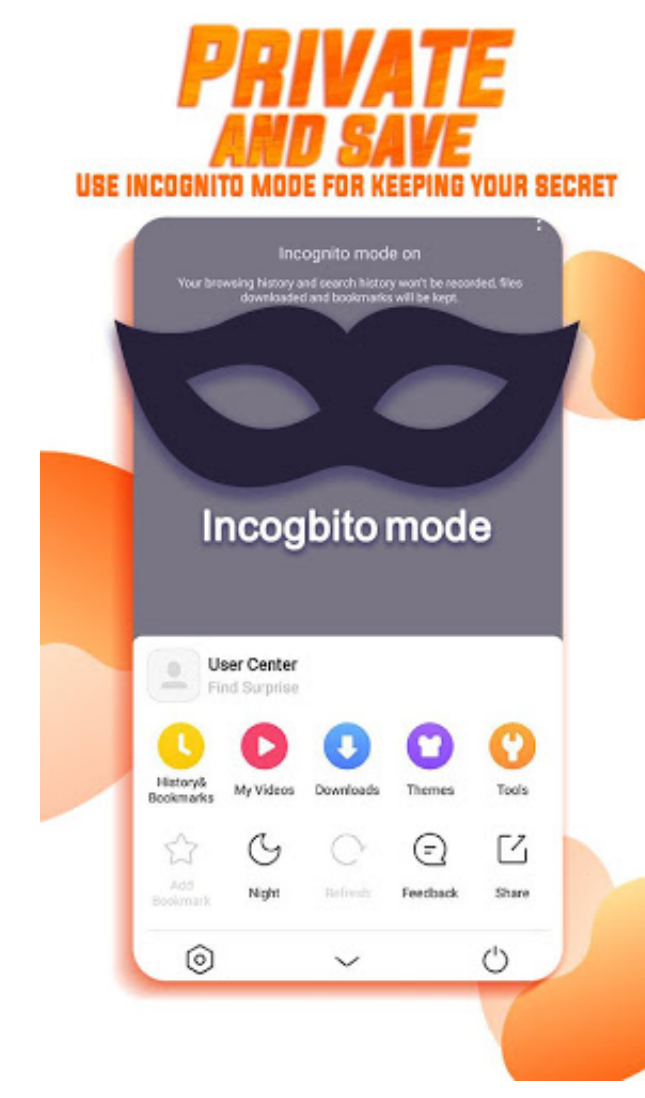 PRIVATE
AND SAVE
USE INCOGNITO MODE FOR KEEPING YOUR SECRET
Incognito mode on
Your browsing history and search history won't be recorded, files
downloaded and bookmarks will be kept.
Incogbito mode
User Center
Find Surprise
History&
Bookmarks
My Videos
Downloads
Themes
Tools
Add
Bookmark
Night
Refresh
Feedback
Share